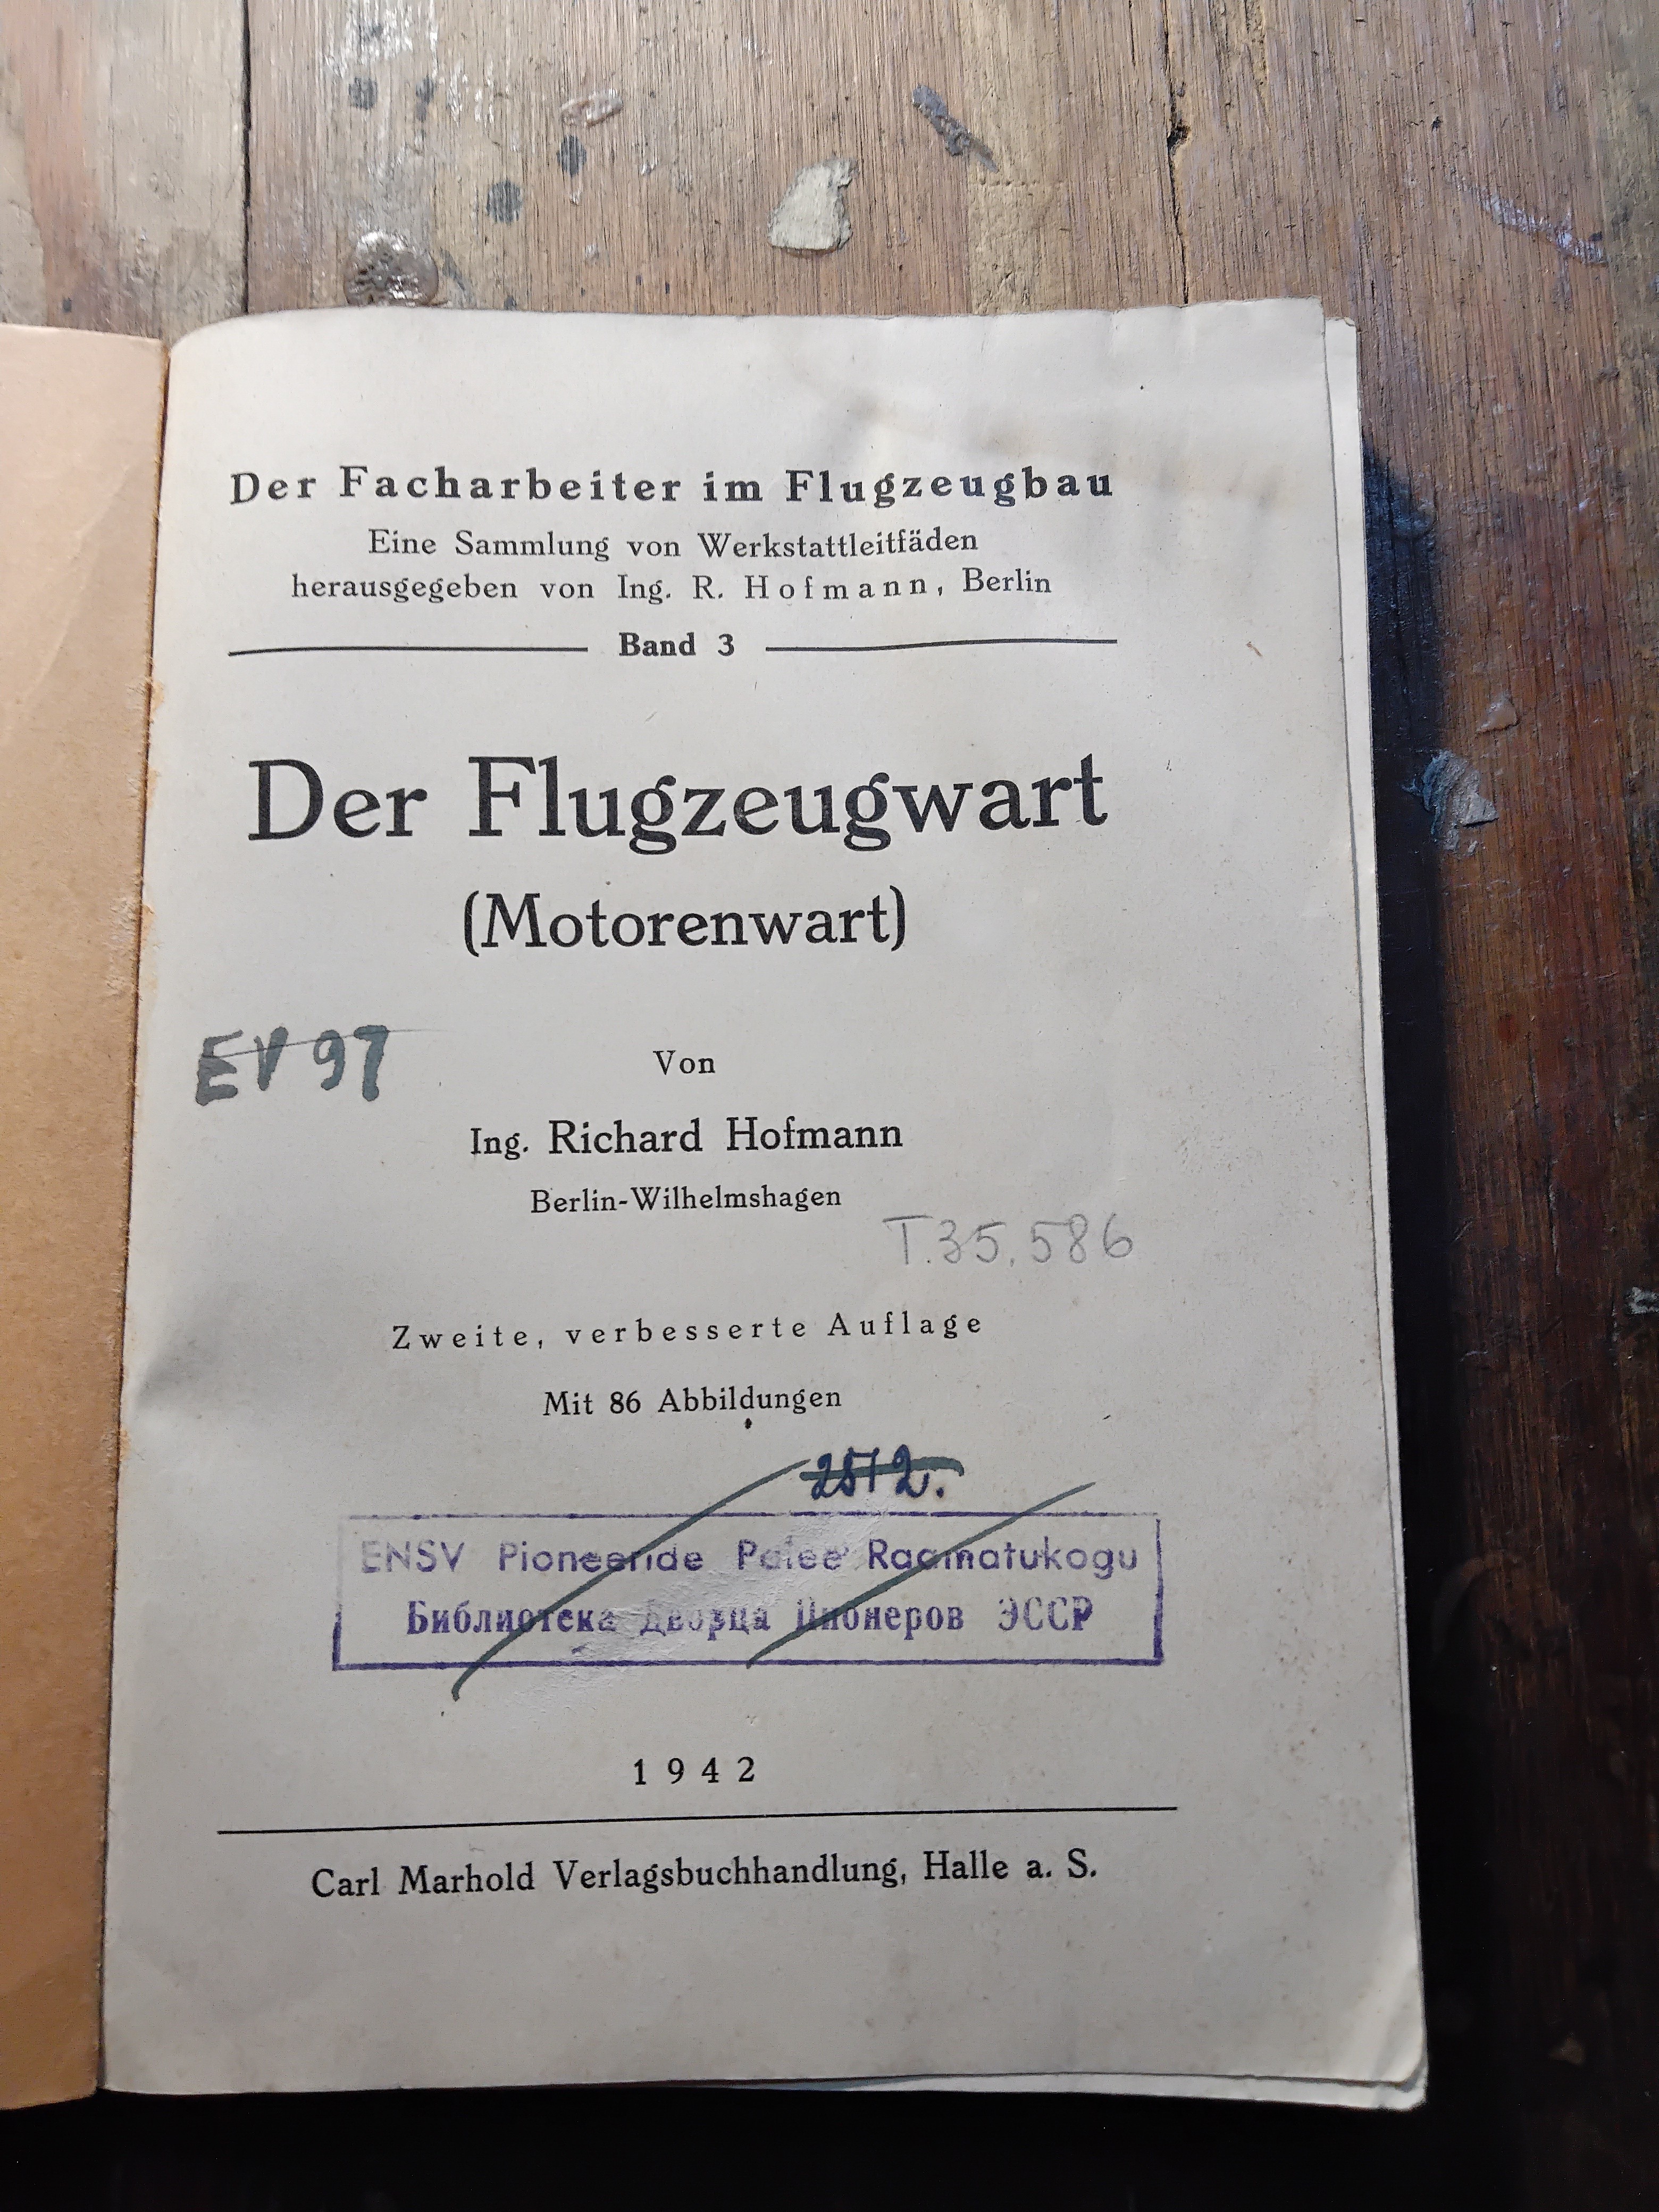 Der Facharbeiter im Flugzeugbau
Eine Sammlung von Werkstattleitfäden
herausgegeben von Ing. R. Hofmann, Berlin
Band 3
Der Flugzeugwart
(Motorenwart)
EV 97
Von
Ing. Richard Hofmann
Berlin-Wilhelmshagen
T.35.586
Zweite, verbesserte Auflage
Mit 86 Abbildungen
2512.
ENSV Pioneeride Palee Raamatukogu
Библиотека Дворца Пионеров ЭССР
1942
Carl Marhold Verlagsbuchhandlung, Halle a. S.